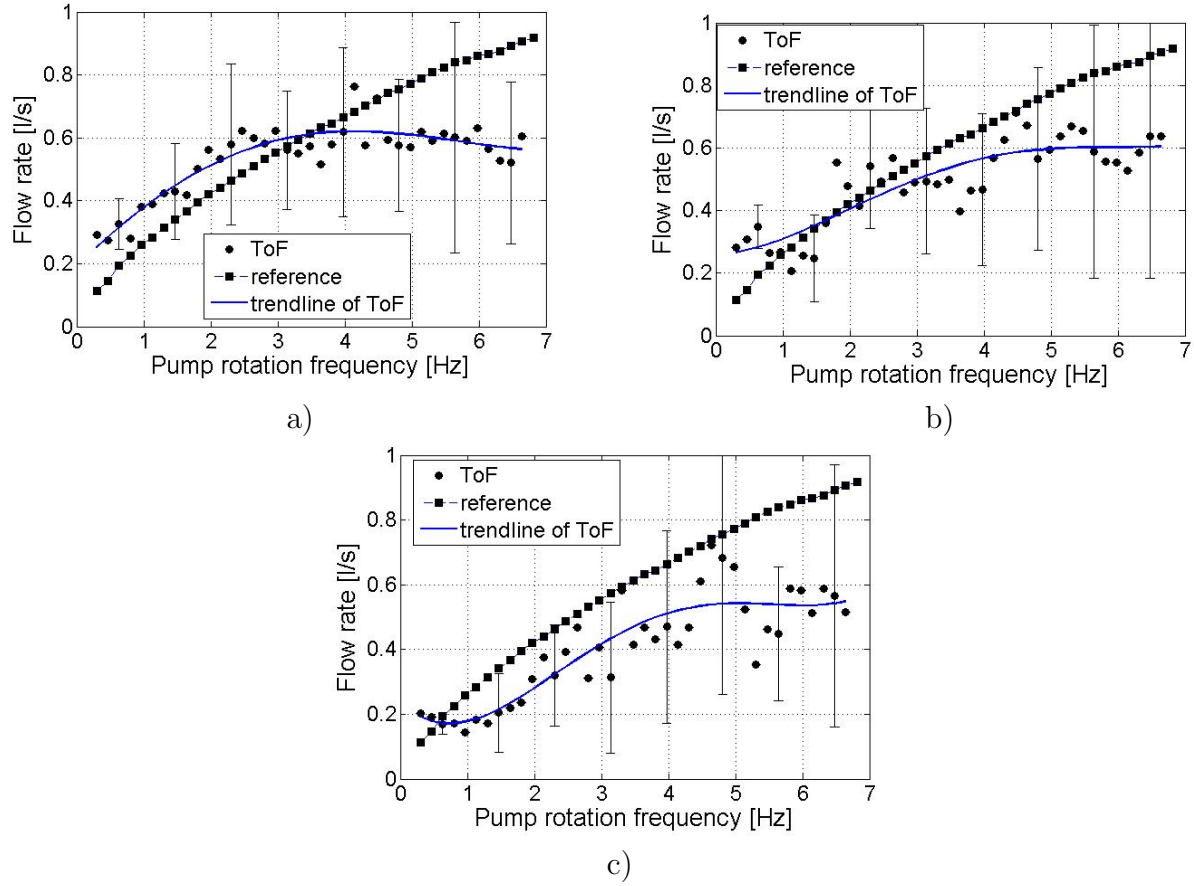 1
0.8
0.6
0.4
0.2
0
Flow rate [l/s]
ToF
reference
trendline of ToF
0 1 2 3 4 5 6 7
Pump rotation frequency [Hz]
a)
1
0.8
0.6
0.4
0.2
0
Flow rate [l/s]
ToF
reference
trendline of ToF
0 1 2 3 4 5 6 7
Pump rotation frequency [Hz]
b)
1
0.8
0.6
0.4
0.2
0
Flow rate [l/s]
ToF
reference
trendline of ToF
0 1 2 3 4 5 6 7
Pump rotation frequency [Hz]
c)